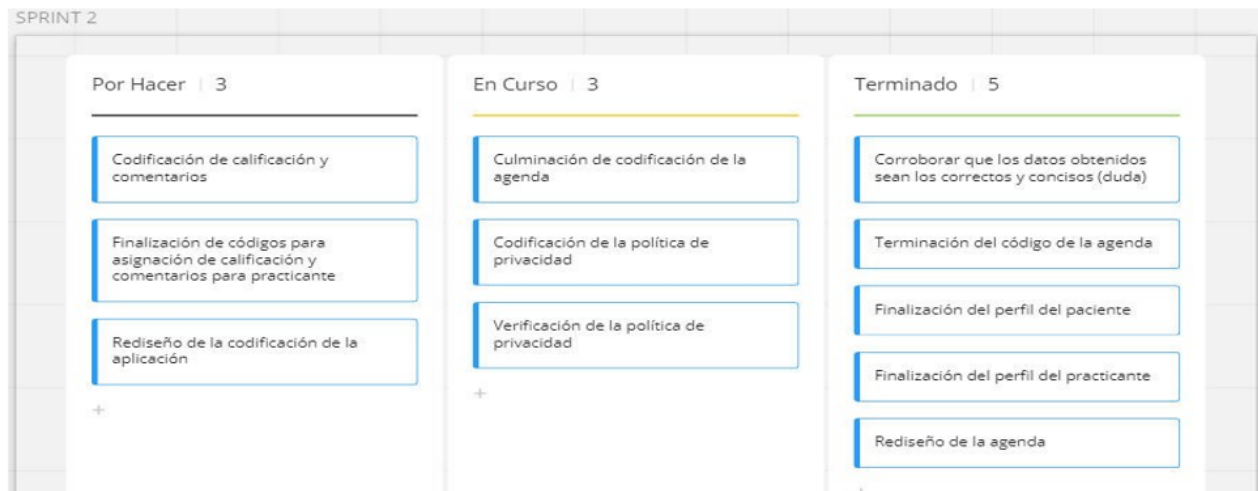 SPRINT 2
Por Hacer | 3
Codificación de calificación y
comentarios
Finalización de códigos para
asignación de calificación y
comentarios para practicante
Rediseño de la codificación de la
aplicación
+
En Curso | 3
Culminación de codificación de la
agenda
Codificación de la política de
privacidad
Verificación de la política de
privacidad
+
Terminado | 5
Corroborar que los datos obtenidos
sean los correctos y concisos (duda)
Terminación del código de la agenda
Finalización del perfil del paciente
Finalización del perfil del practicante
Rediseño de la agenda